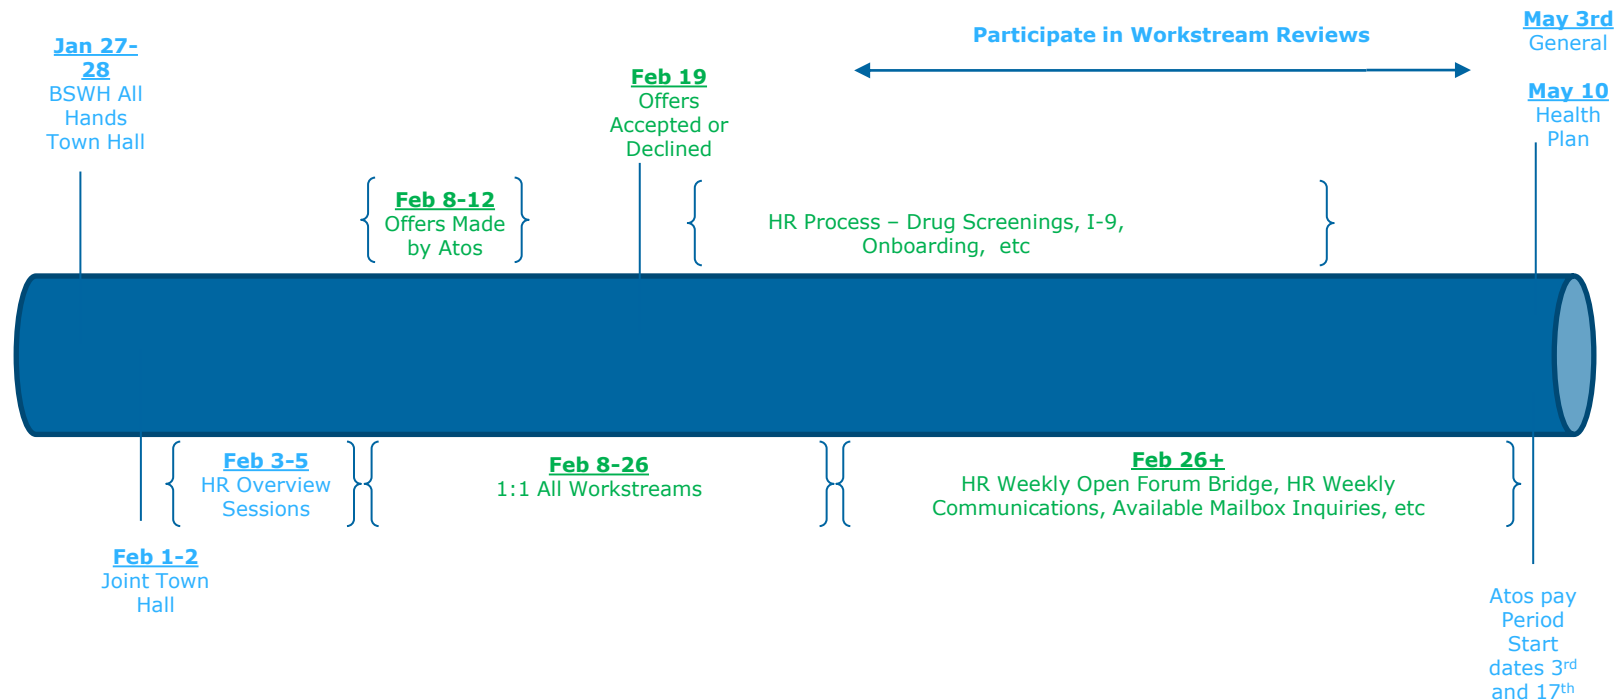 Jan 27-
28
BSWH All
Hands
Town Hall
Feb 8-12
Offers Made
by Atos
Feb 19
Offers
Accepted or
Declined
Participate in Workstream Reviews
HR Process – Drug Screenings, I-9,
Onboarding,  etc
May 3rd
General
May 10
Health
Plan
Feb 1-2
Joint Town
Hall
Feb 3-5
HR Overview
Sessions
Feb 8-26
1:1 All Workstreams
Feb 26+
HR Weekly Open Forum Bridge, HR Weekly
Communications, Available Mailbox Inquiries, etc
Atos pay
Period
Start
dates 3rd
and 17th